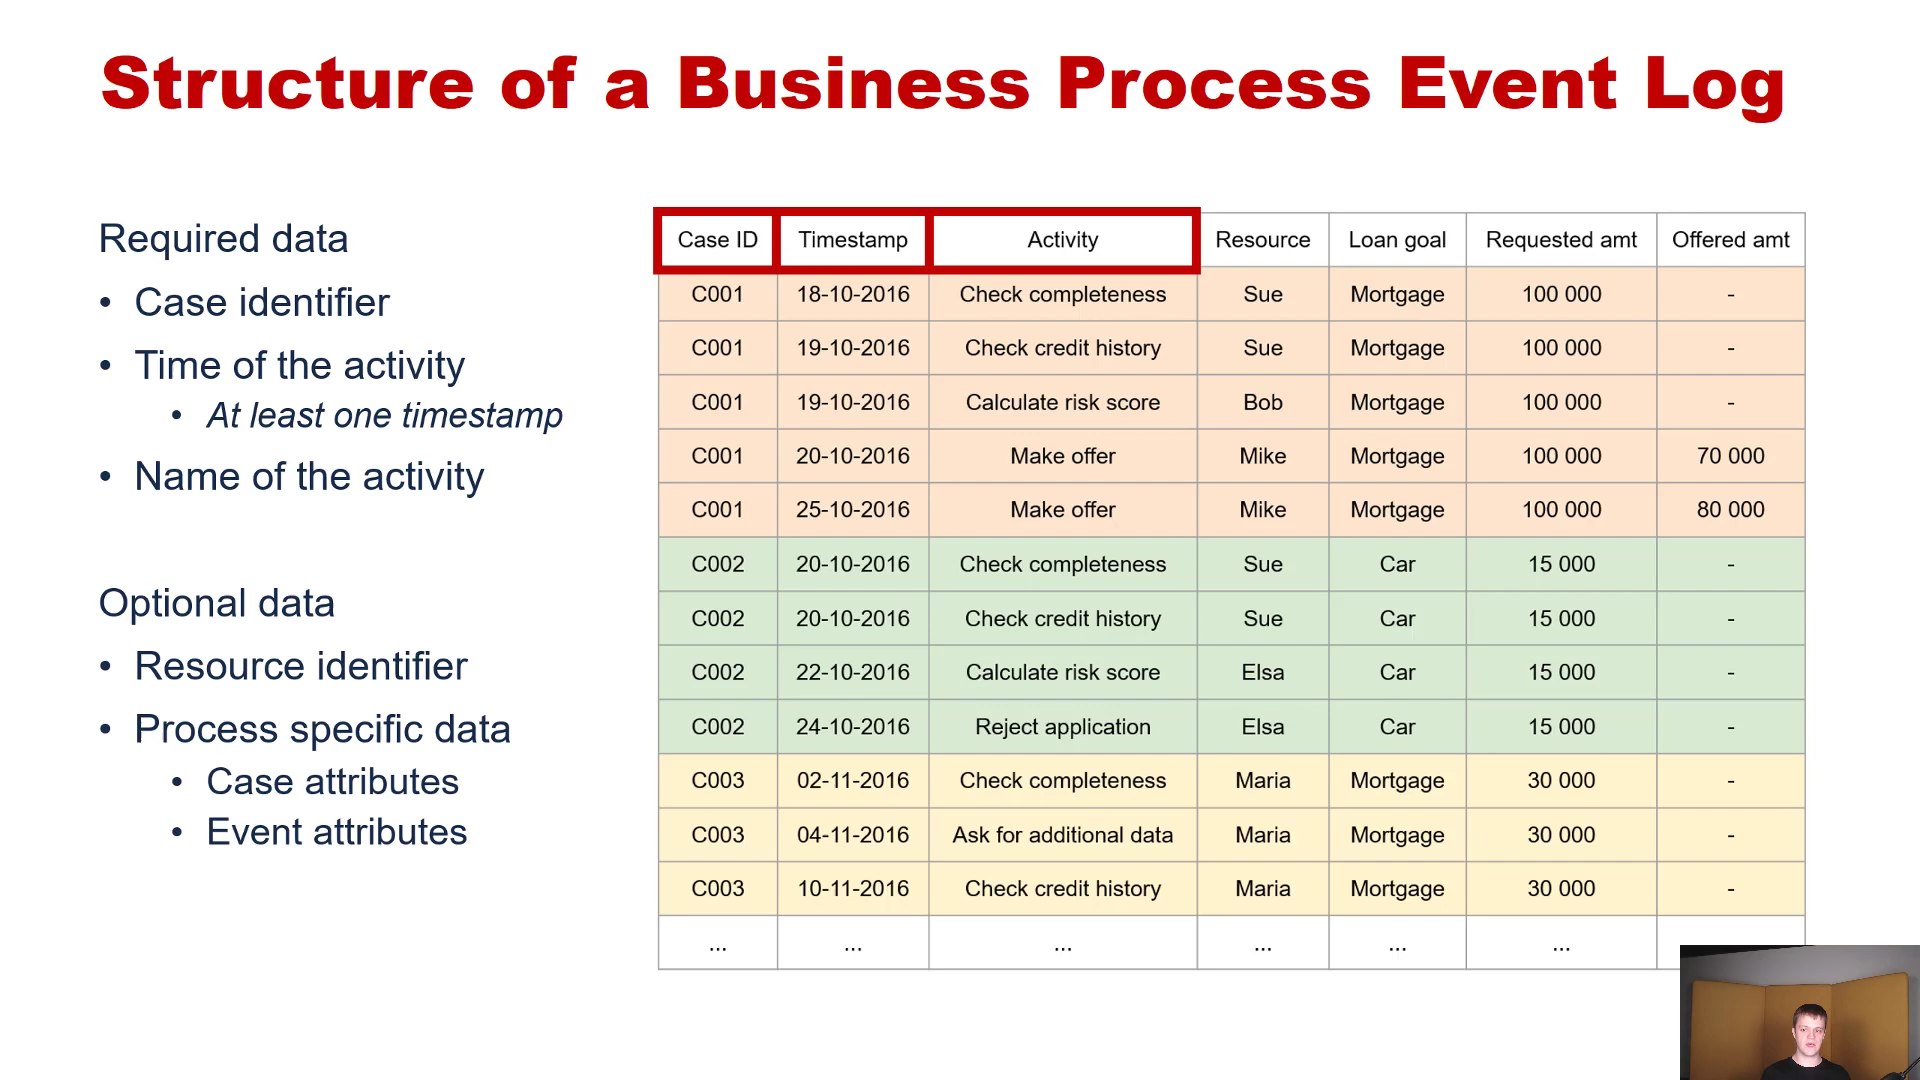 Structure of a Business Process Event Log
Required data
• Case identifier
• Time of the activity
• At least one timestamp
• Name of the activity
Optional data
• Resource identifier
• Process specific data
• Case attributes
• Event attributes
Case ID Timestamp Activity Resource Loan goal Requested amt Offered amt
C001 18-10-2016 Check completeness Sue Mortgage 100 000 -
C001 19-10-2016 Check credit history Sue Mortgage 100 000 -
C001 19-10-2016 Calculate risk score Bob Mortgage 100 000 -
C001 20-10-2016 Make offer Mike Mortgage 100 000 70 000
C001 25-10-2016 Make offer Mike Mortgage 100 000 80 000
C002 20-10-2016 Check completeness Sue Car 15 000 -
C002 20-10-2016 Check credit history Sue Car 15 000 -
C002 22-10-2016 Calculate risk score Elsa Car 15 000 -
C002 24-10-2016 Reject application Elsa Car 15 000 -
C003 02-11-2016 Check completeness Maria Mortgage 30 000 -
C003 04-11-2016 Ask for additional data Maria Mortgage 30 000 -
C003 10-11-2016 Check credit history Maria Mortgage 30 000 -
... ... ... ... ... ...